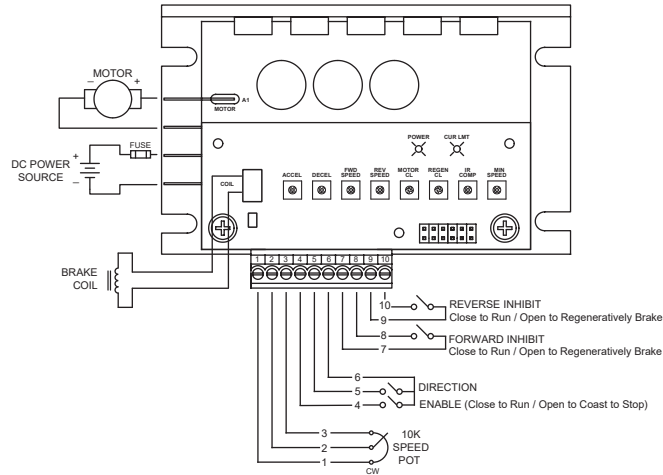 MOTOR
– +
A1
MOTOR
POWER CUR LMT
FUSE
+
DC POWER
SOURCE
–
COIL
ACCEL
DECEL
FWD
SPEED
REV
SPEED
MOTOR
CL
REGEN
CL
IR
COMP
MIN
SPEED
BRAKE
COIL
1 2 3 4 5 6 7 8 9 10
10
9
REVERSE INHIBIT
Close to Run / Open to Regeneratively Brake
8
7
FORWARD INHIBIT
Close to Run / Open to Regeneratively Brake
6
5
DIRECTION
4
ENABLE (Close to Run / Open to Coast to Stop)
3
2
1
10K
SPEED
POT
CW